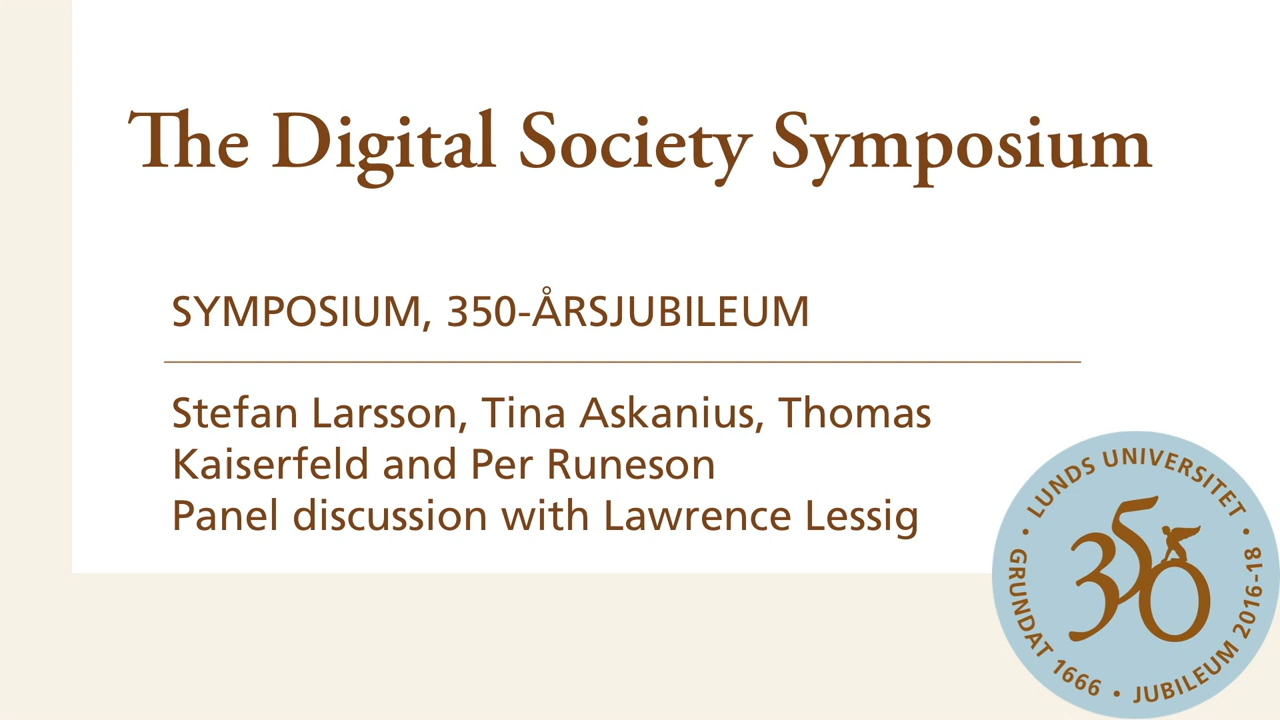 The Digital Society Symposium
SYMPOSIUM, 350-ÅRSJUBILEUM
Stefan Larsson, Tina Askanius, Thomas
Kaiserfeld and Per Runeson
Panel discussion with Lawrence Lessig
• LUNDS UNIVERSITET •
350
GRUNDAT 1666 • JUBILEUM 2016-18